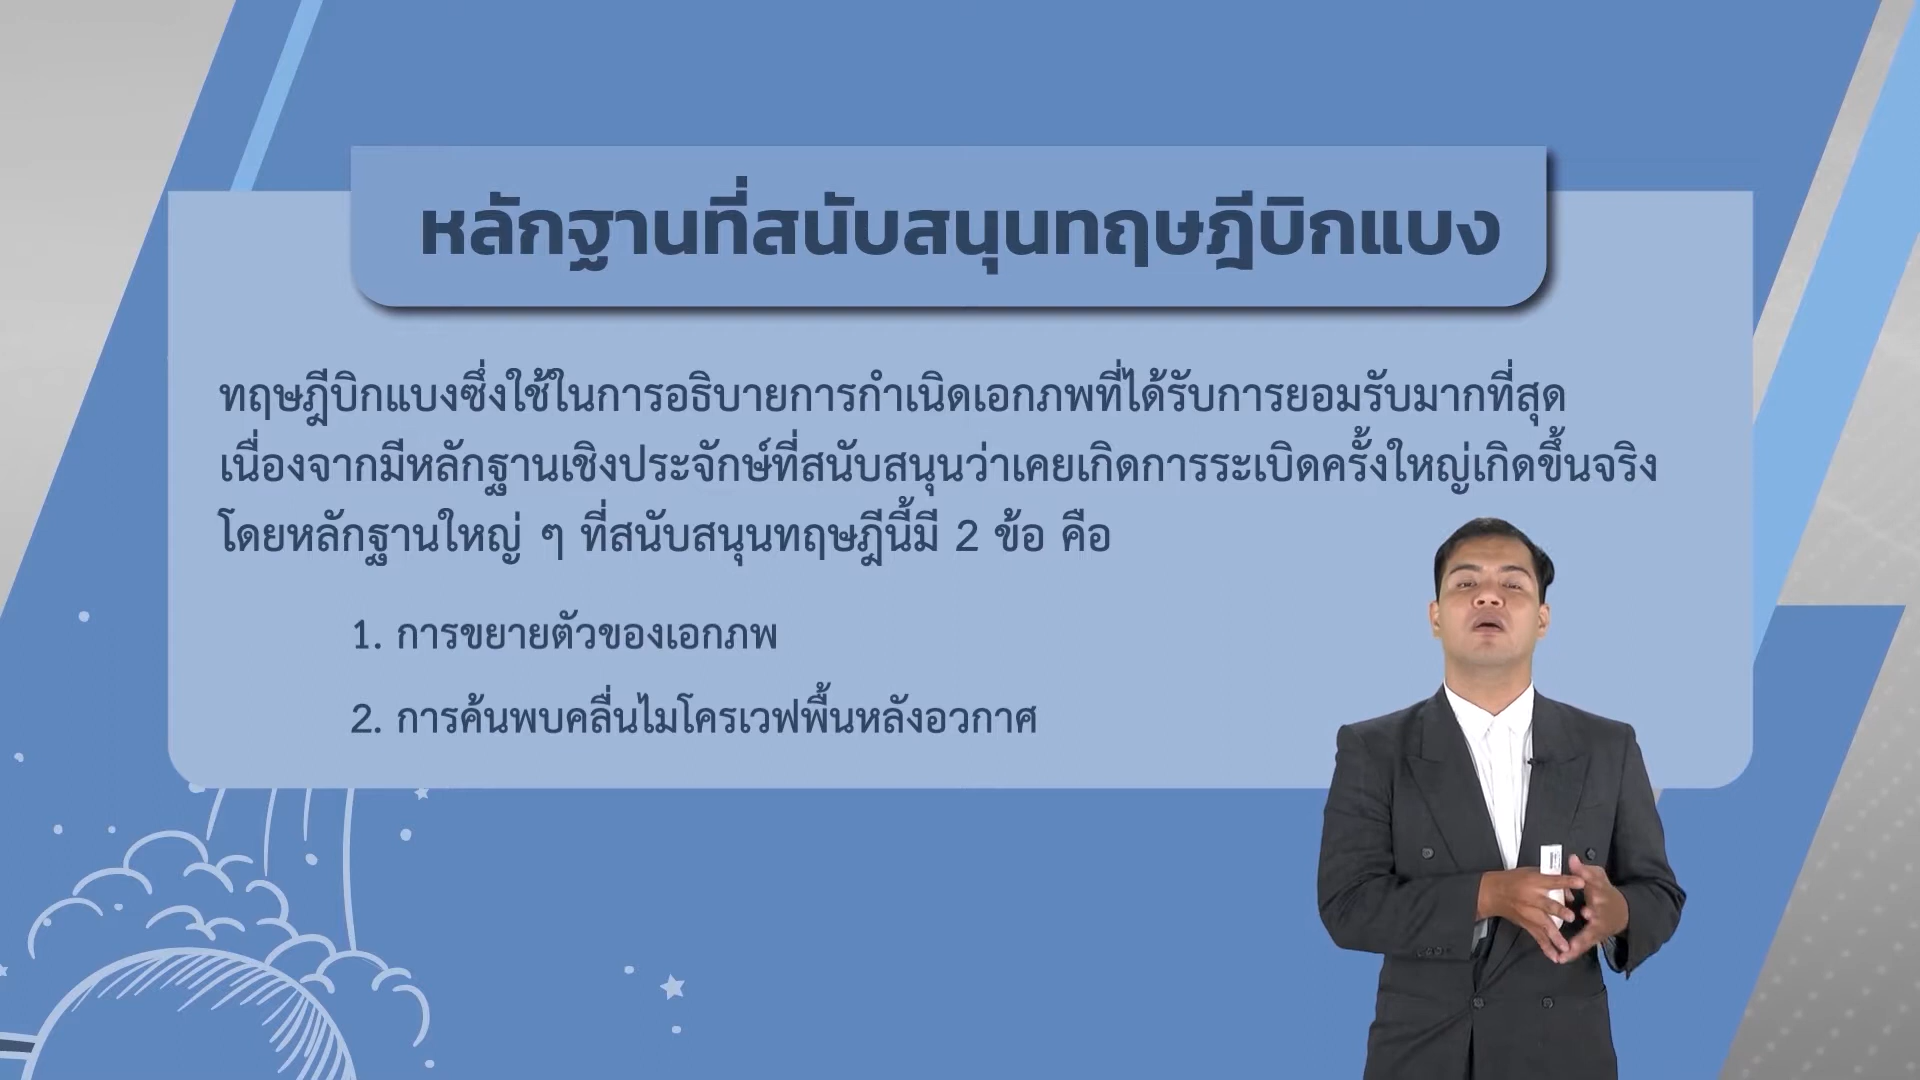 หลักฐานที่สนับสนุนทฤษฎีบิกแบง
ทฤษฎีบิกแบงซึ่งใช้ในการอธิบายการกำเนิดเอกภพที่ได้รับการยอมรับมากที่สุด
เนื่องจากมีหลักฐานเชิงประจักษ์ที่สนับสนุนว่าเคยเกิดการระเบิดครั้งใหญ่เกิดขึ้นจริง
โดยหลักฐานใหญ่ ๆ ที่สนับสนุนทฤษฎีนี้มี 2 ข้อ คือ
1. การขยายตัวของเอกภพ
2. การค้นพบคลื่นไมโครเวฟพื้นหลังอวกาศ